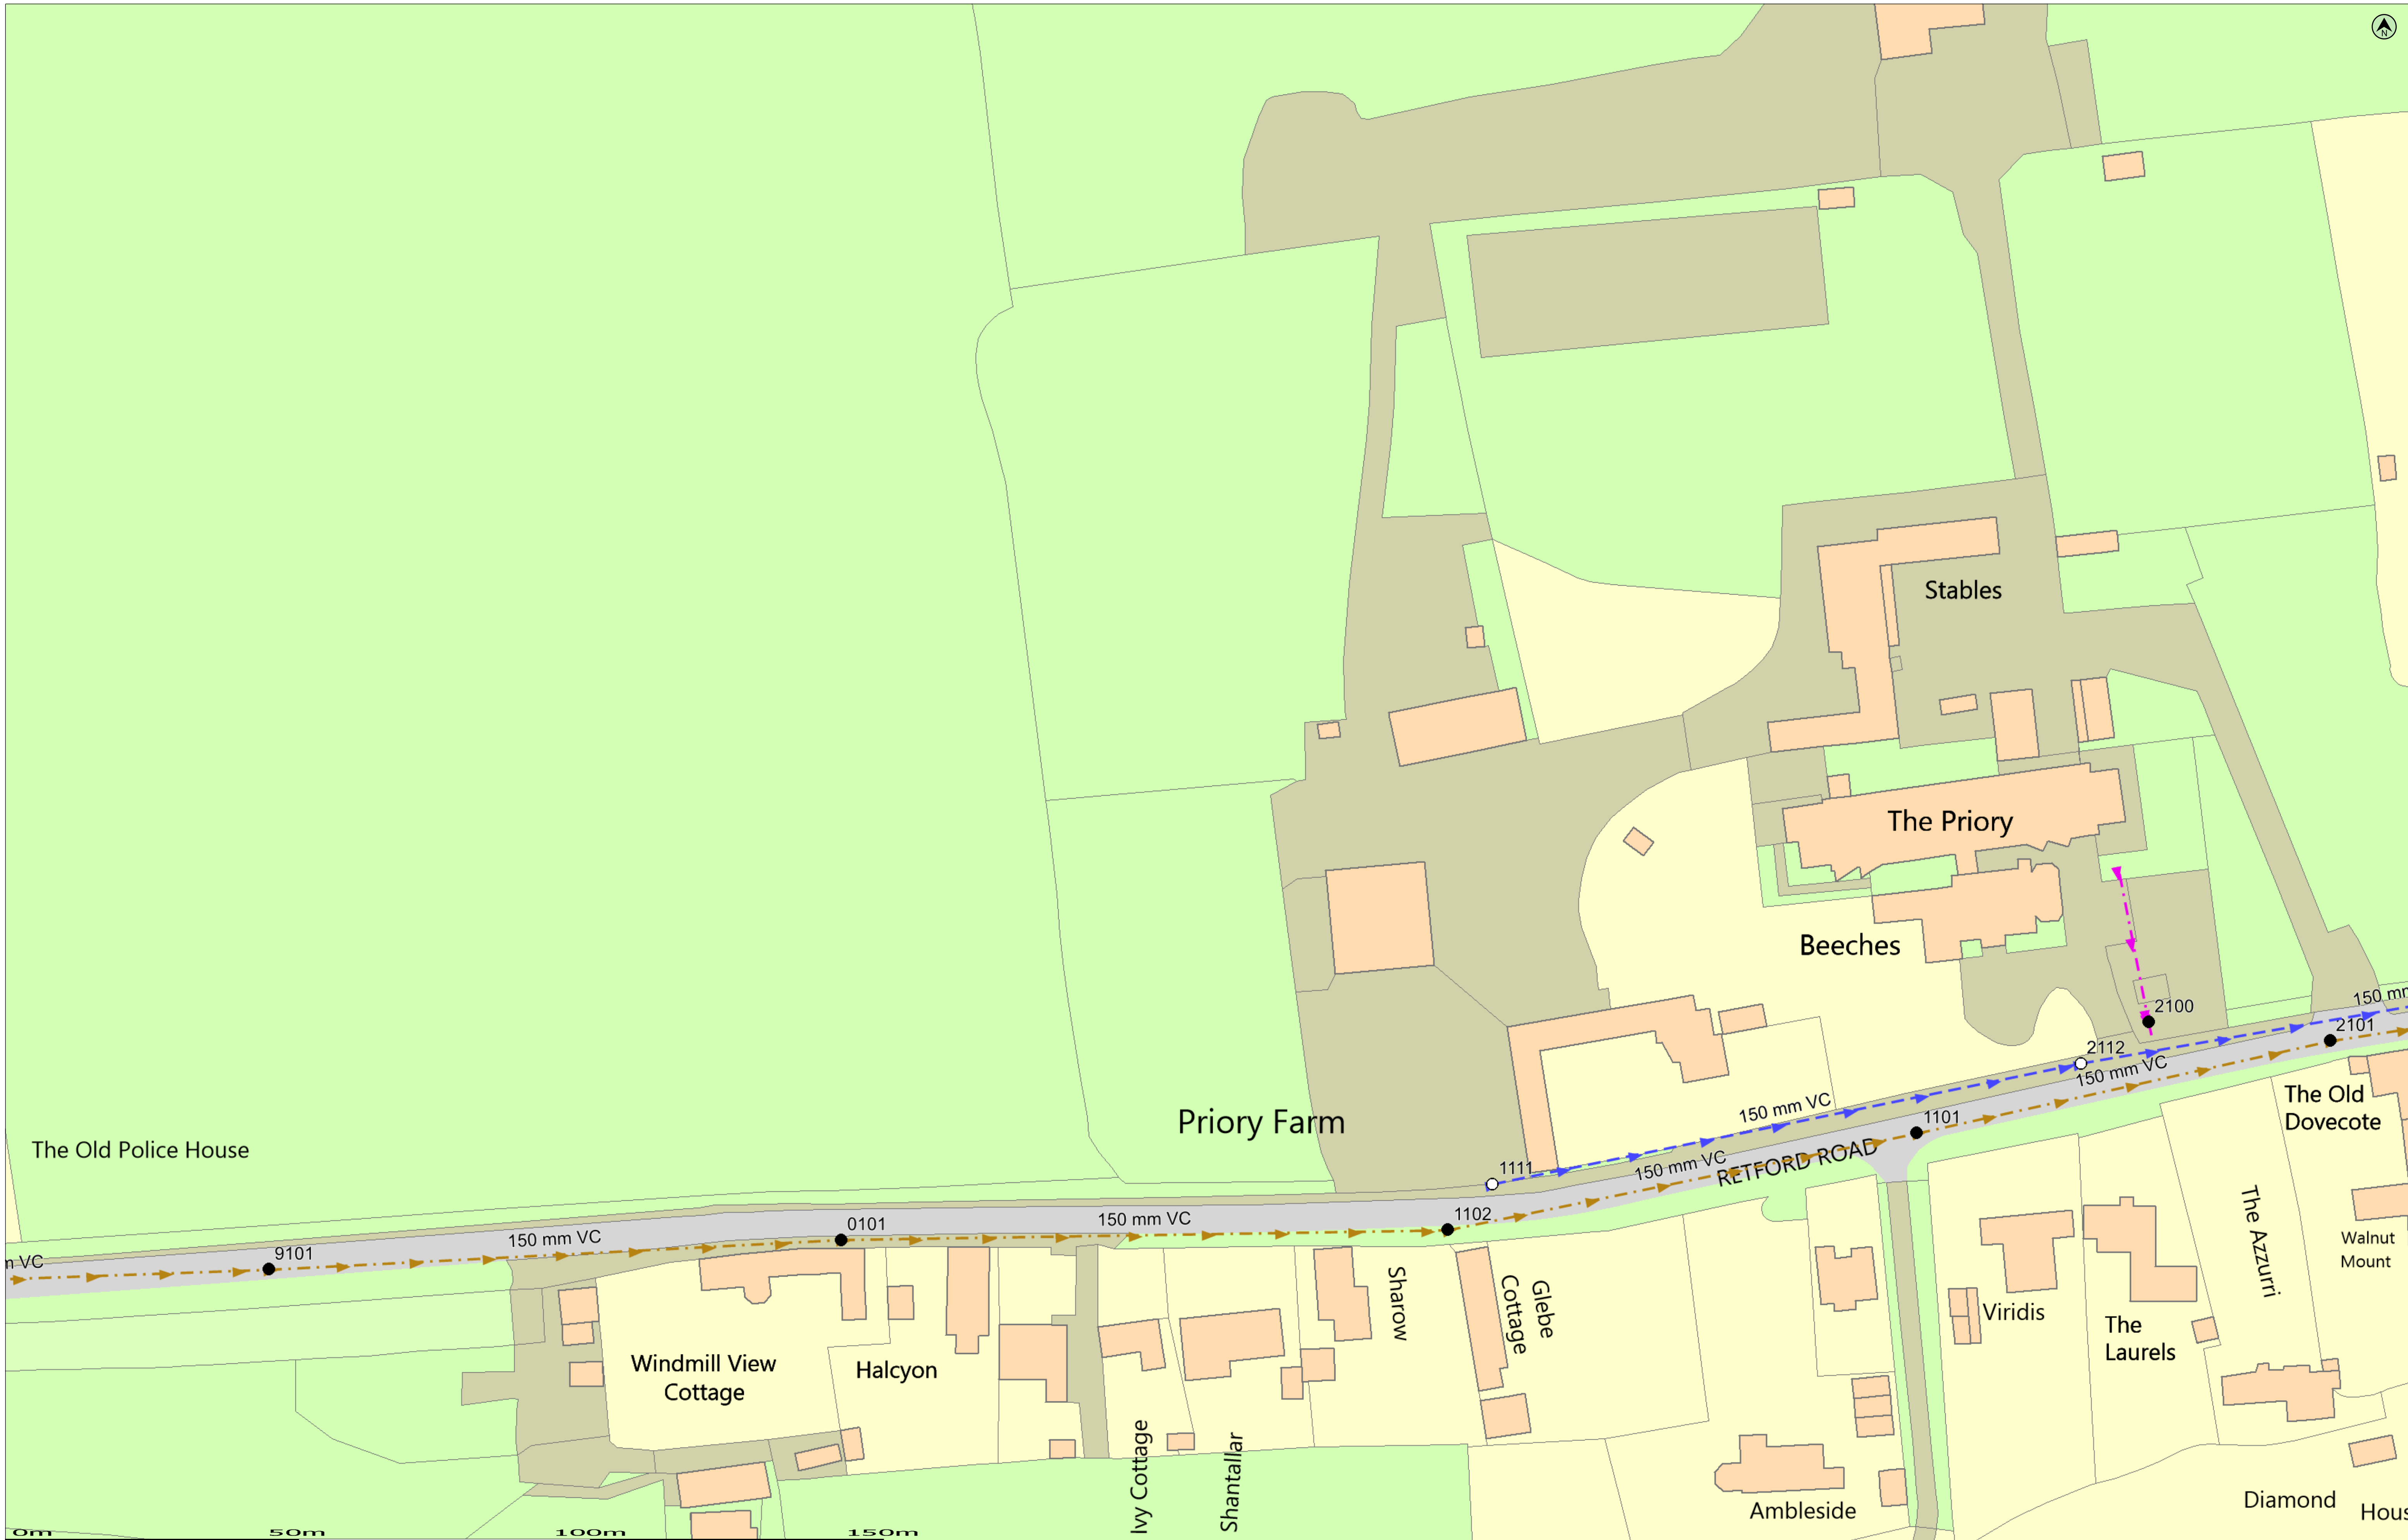 N
Stables
The Priory
Beeches
150 mm
2100
2101
2112
150 mm VC
The Old
Dovecote
150 mm VC
1101
Priory Farm
The Old Police House
1111
150 mm VC
RETFORD ROAD
1102
150 mm VC
0101
150 mm VC
9101
VC
Walnut
Mount
The Azzurri
Viridis
The
Laurels
Glebe
Cottage
Sharow
Windmill View
Cottage
Halcyon
Ivy Cottage
Shantallar
Ambleside
Diamond
Hous
0m
50m
100m
150m